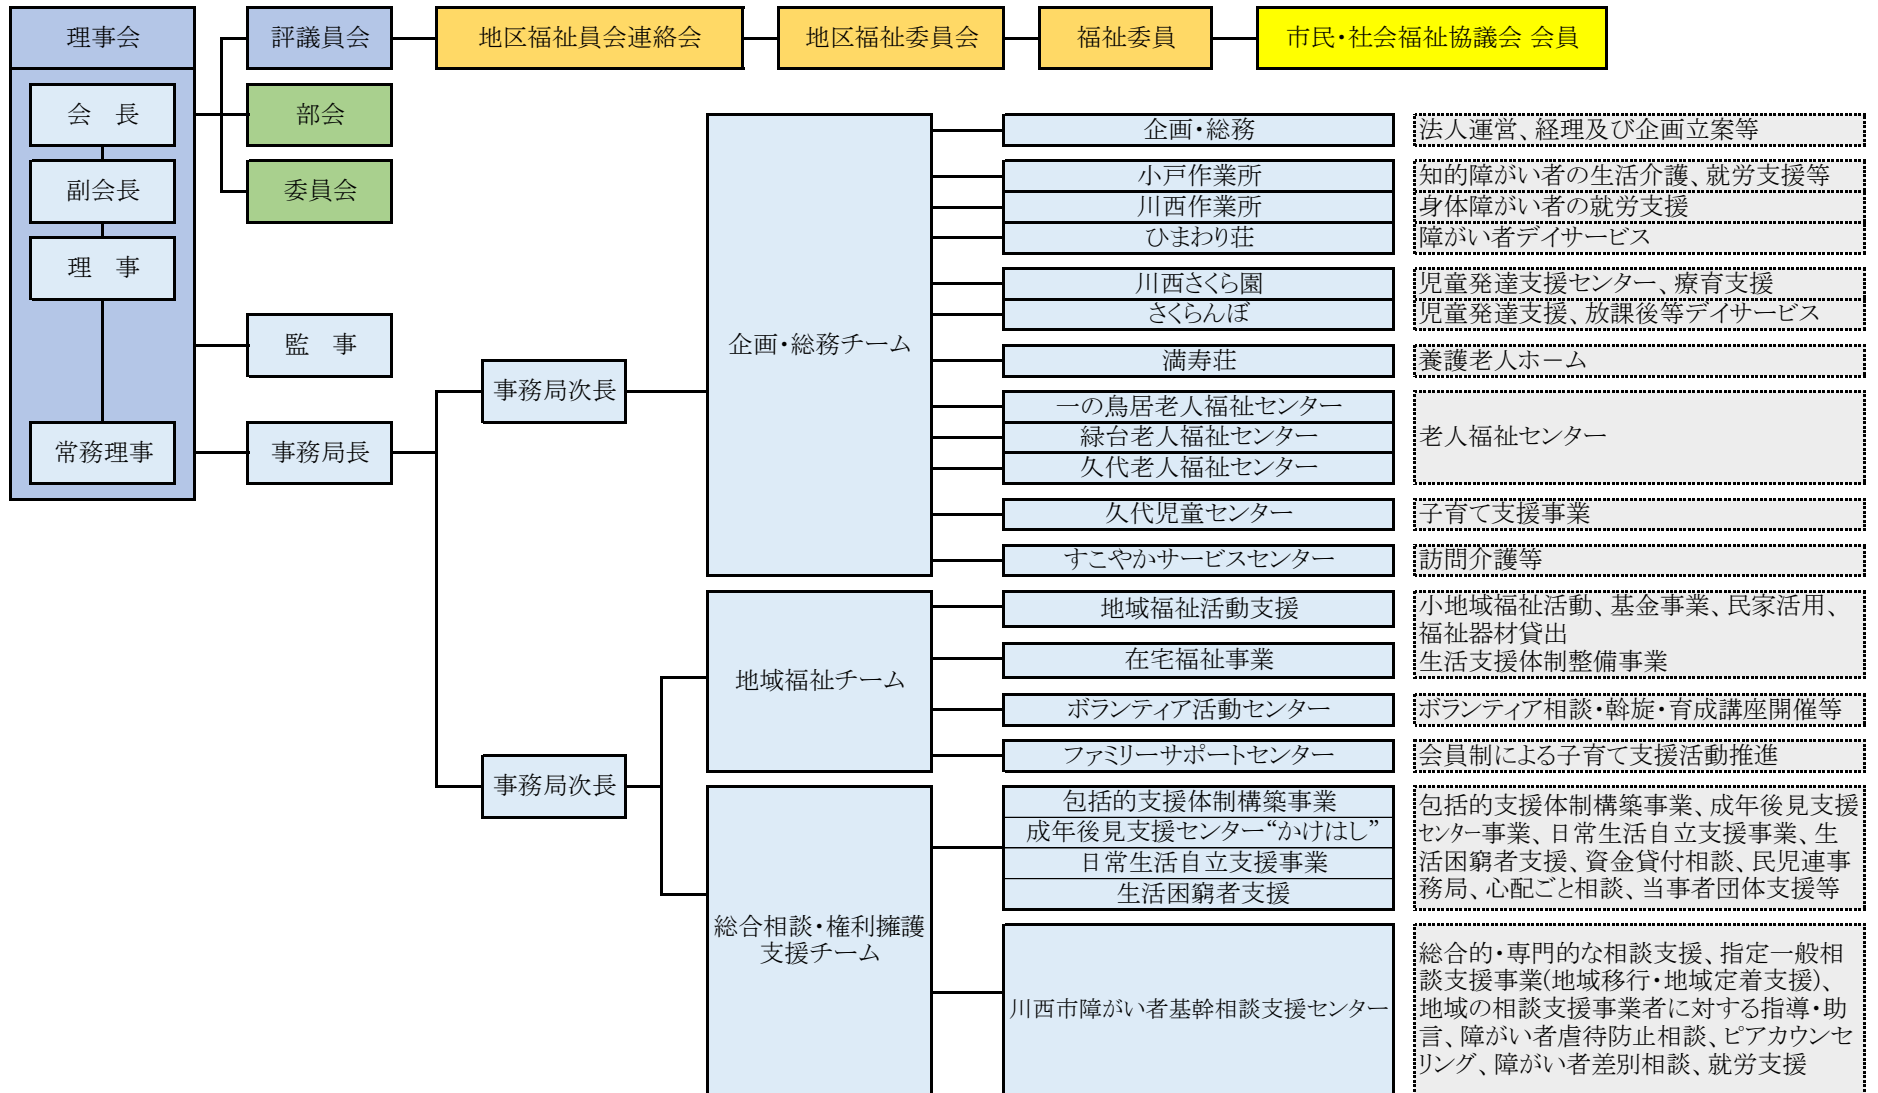 理事会
評議員会
地区福祉員会連絡会
地区福祉委員会
福祉委員
市民・社会福祉協議会 会員
会　長
副会長
理　事
常務理事
部会
委員会
監　事
事務局長
事務局次長
事務局次長
企画・総務チーム
企画・総務
法人運営、経理及び企画立案等
小戸作業所
知的障がい者の生活介護、就労支援等
川西作業所
身体障がい者の就労支援
ひまわり荘
障がい者デイサービス
川西さくら園
児童発達支援センター、療育支援
さくらんぼ
児童発達支援、放課後等デイサービス
満寿荘
養護老人ホーム
一の鳥居老人福祉センター
緑台老人福祉センター
久代老人福祉センター
老人福祉センター
久代児童センター
子育て支援事業
すこやかサービスセンター
訪問介護等
地域福祉チーム
地域福祉活動支援
在宅福祉事業
小地域福祉活動、基金事業、民家活用、
福祉器材貸出
生活支援体制整備事業
ボランティア活動センター
ボランティア相談・斡旋・育成講座開催等
ファミリーサポートセンター
会員制による子育て支援活動推進
総合相談・権利擁護
支援チーム
包括的支援体制構築事業
成年後見支援センター“かけはし”
日常生活自立支援事業
生活困窮者支援
包括的支援体制構築事業、成年後見支援
センター事業、日常生活自立支援事業、生
活困窮者支援、資金貸付相談、民児連事
務局、心配ごと相談、当事者団体支援等
川西市障がい者基幹相談支援センター
総合的・専門的な相談支援、指定一般相
談支援事業(地域移行・地域定着支援)、
地域の相談支援事業者に対する指導・助
言、障がい者虐待防止相談、ピアカウンセ
リング、障がい者差別相談、就労支援